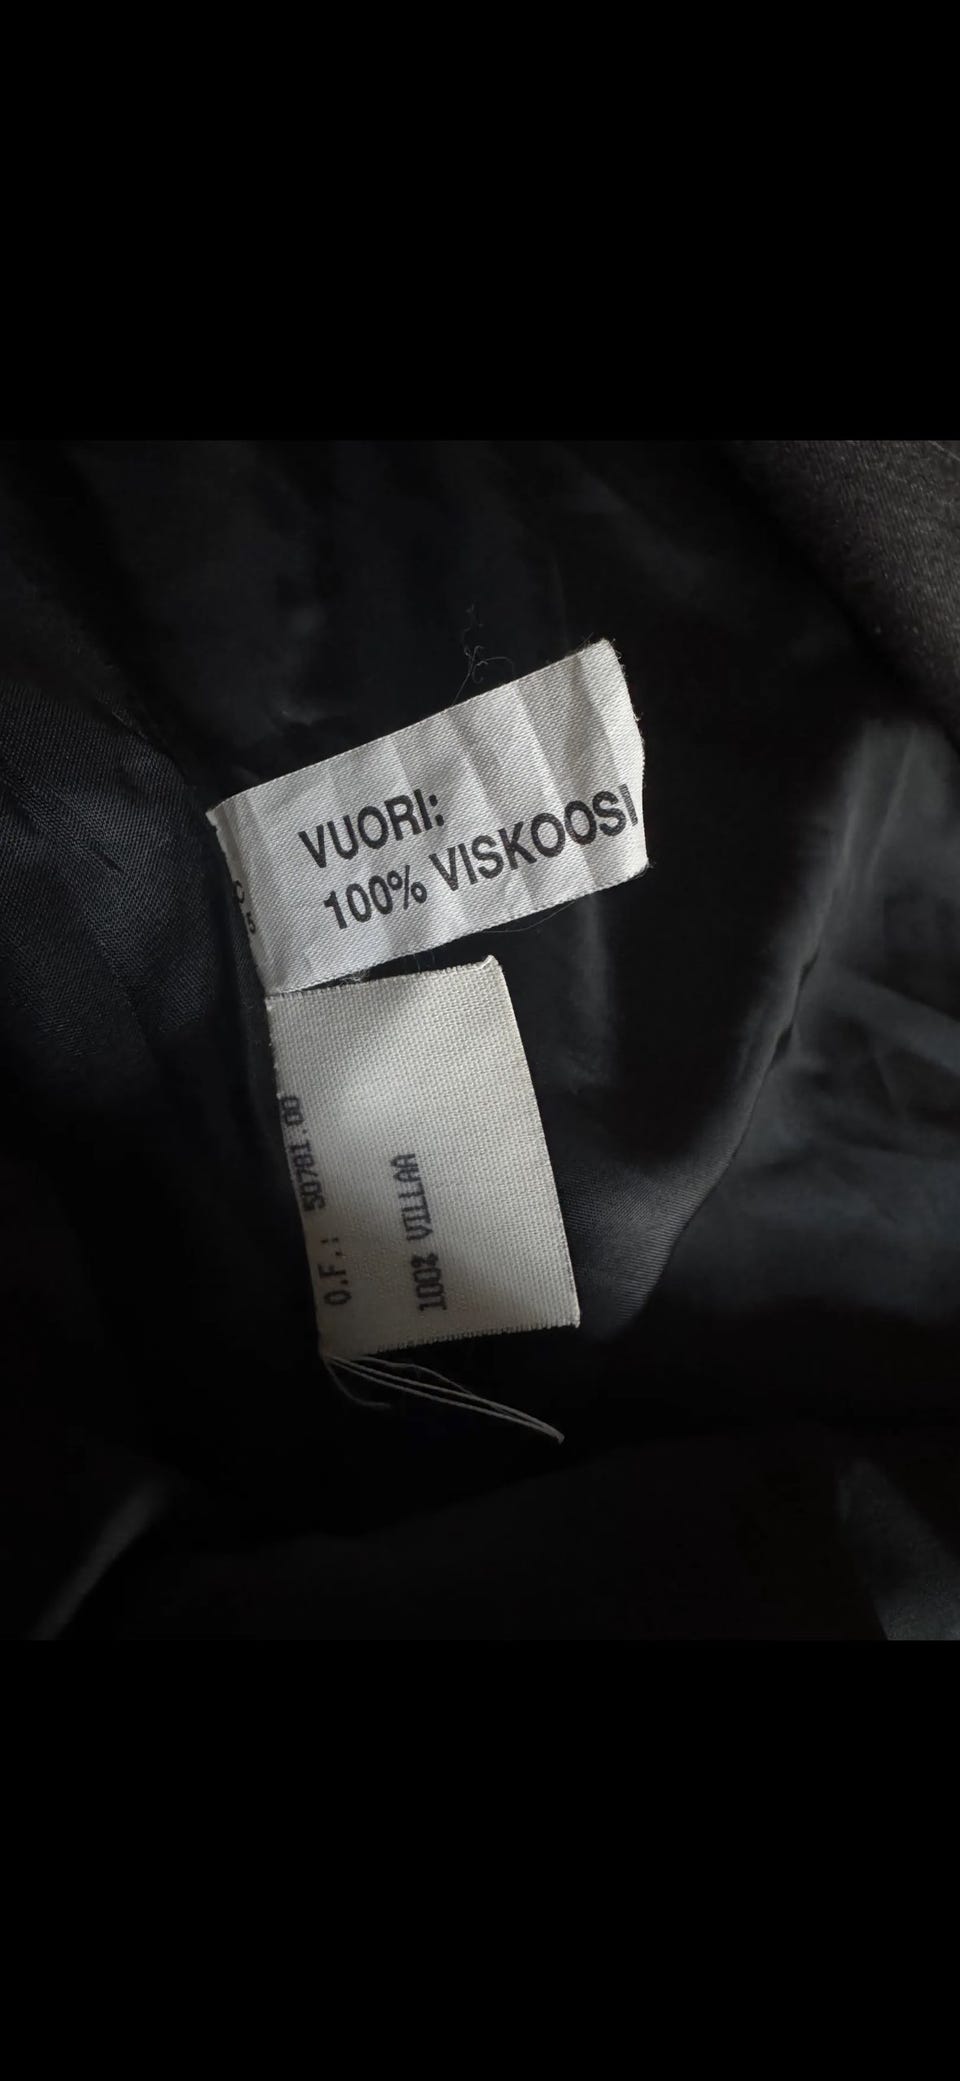 VUORI:
100% VISKOOSI
O.F.: 50781.00
100% VILLAA